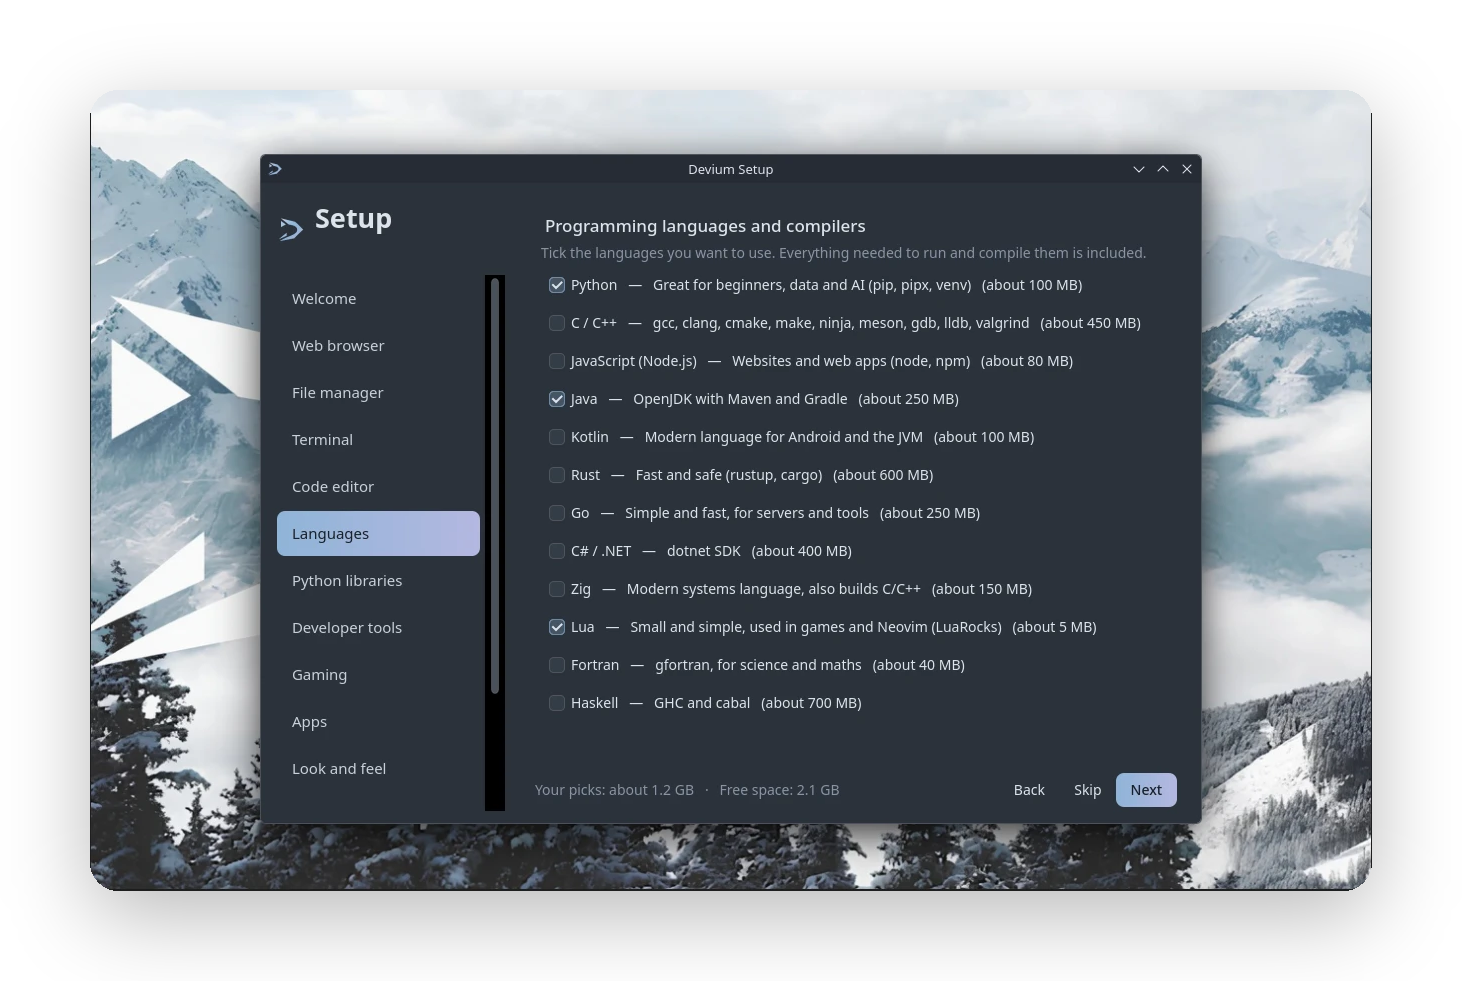 Devium Setup
Setup
Welcome
Web browser
File manager
Terminal
Code editor
Languages
Python libraries
Developer tools
Gaming
Apps
Look and feel
Programming languages and compilers
Tick the languages you want to use. Everything needed to run and compile them is included.
Python — Great for beginners, data and AI (pip, pipx, venv) (about 100 MB)
C / C++ — gcc, clang, cmake, make, ninja, meson, gdb, lldb, valgrind (about 450 MB)
JavaScript (Node.js) — Websites and web apps (node, npm) (about 80 MB)
Java — OpenJDK with Maven and Gradle (about 250 MB)
Kotlin — Modern language for Android and the JVM (about 100 MB)
Rust — Fast and safe (rustup, cargo) (about 600 MB)
Go — Simple and fast, for servers and tools (about 250 MB)
C# / .NET — dotnet SDK (about 400 MB)
Zig — Modern systems language, also builds C/C++ (about 150 MB)
Lua — Small and simple, used in games and Neovim (LuaRocks) (about 5 MB)
Fortran — gfortran, for science and maths (about 40 MB)
Haskell — GHC and cabal (about 700 MB)
Your picks: about 1.2 GB · Free space: 2.1 GB
Back Skip Next